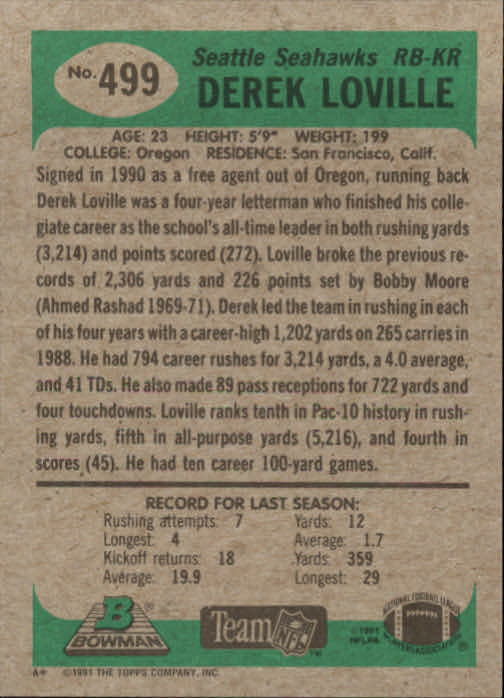 No. 499
Seattle Seahawks RB-KR
DEREK LOVILLE
AGE: 23 HEIGHT: 5'9" WEIGHT: 199
COLLEGE: Oregon RESIDENCE: San Francisco, Calif.
Signed in 1990 as a free agent out of Oregon, running back
Derek Loville was a four-year letterman who finished his colle-
giate career as the school's all-time leader in both rushing yards
(3,214) and points scored (272). Loville broke the previous re-
cords of 2,306 yards and 226 points set by Bobby Moore
(Ahmed Rashad 1969-71). Derek led the team in rushing in each
of his four years with a career-high 1,202 yards on 265 carries in
1988. He had 794 career rushes for 3,214 yards, a 4.0 average,
and 41 TDs. He also made 89 pass receptions for 722 yards and
four touchdowns. Loville ranks tenth in Pac-10 history in rush-
ing yards, fifth in all-purpose yards (5,216), and fourth in
scores (45). He had ten career 100-yard games.
RECORD FOR LAST SEASON:
Rushing attempts: 7 Yards: 12
Longest: 4 Average: 1.7
Kickoff returns: 18 Yards: 359
Average: 19.9 Longest: 29
B ®
BOWMAN
Team NFL ™
©1991
NFLPA
NATIONAL FOOTBALL LEAGUE
PLAYERS ASSOCIATION
A* ©1991 THE TOPPS COMPANY, INC.